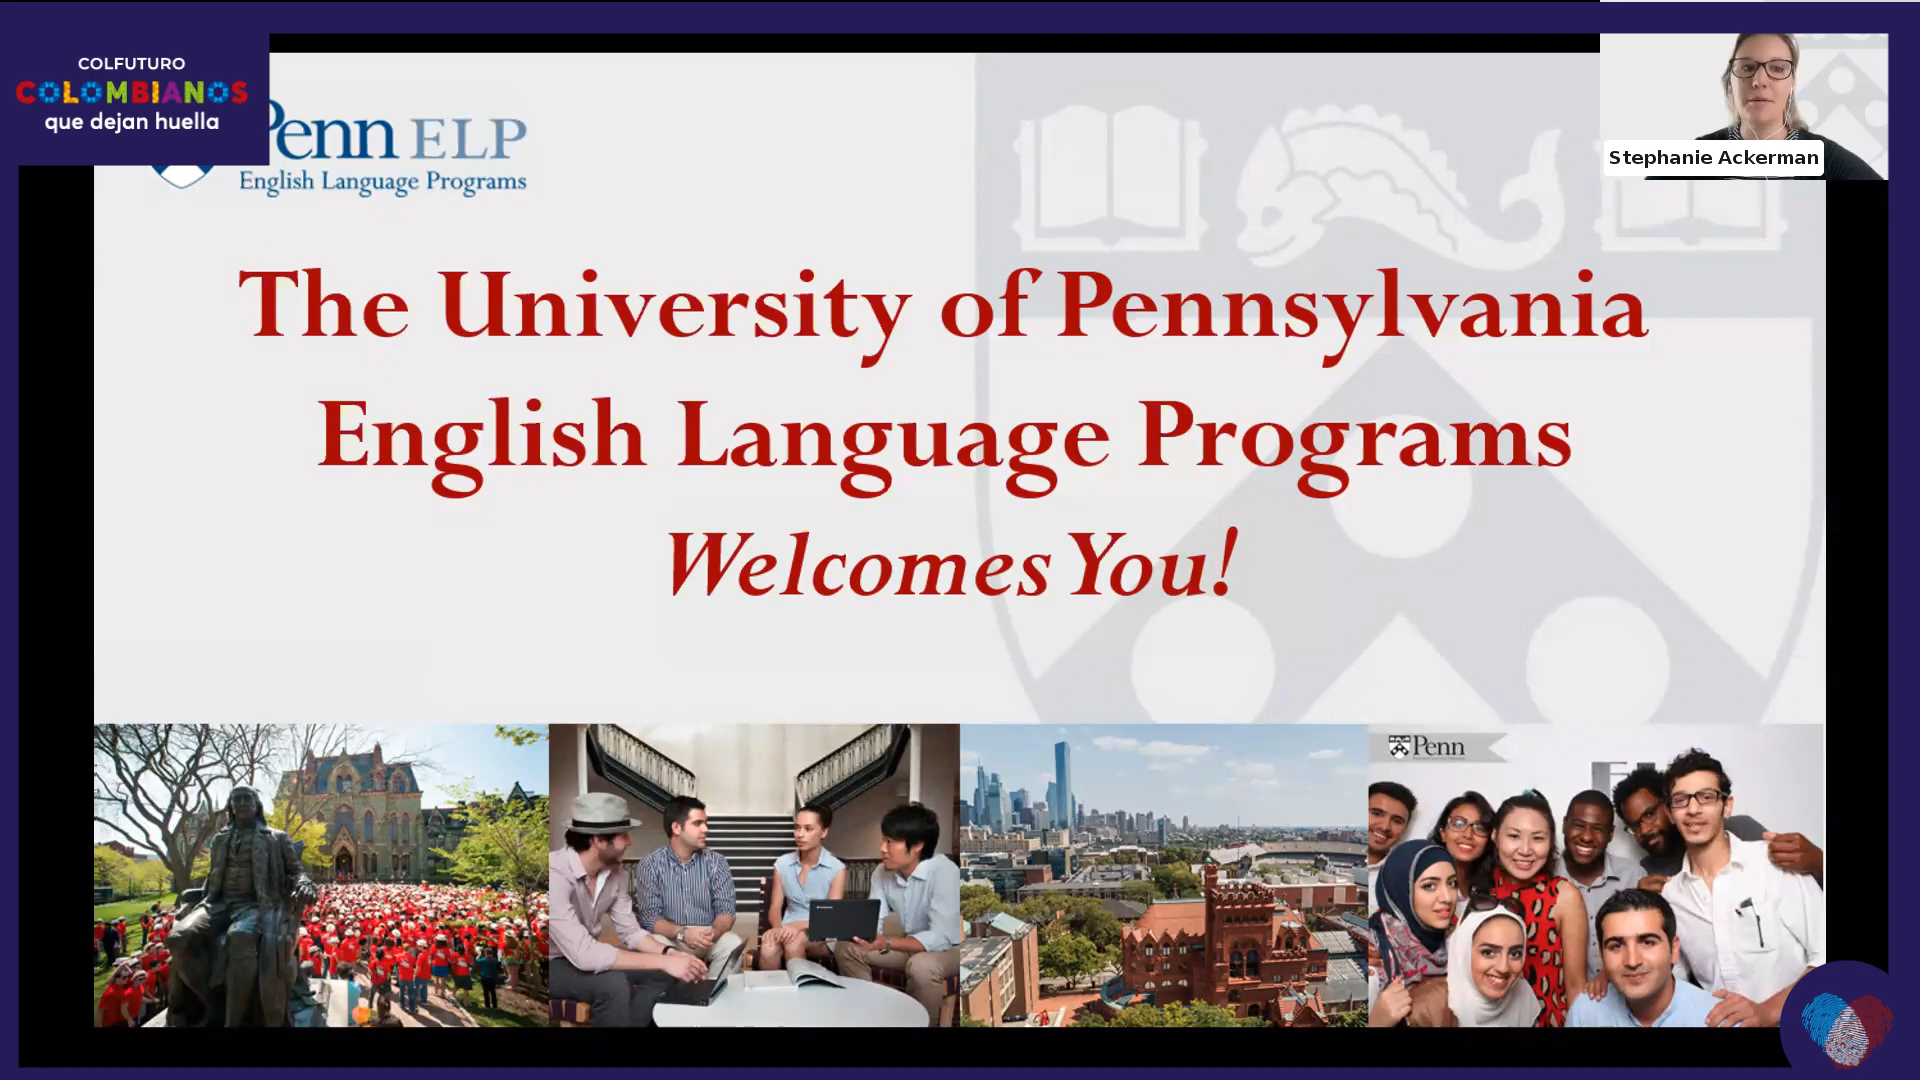 COLFUTURO
COLOMBIANOS
que dejan huella
Penn ELP
English Language Programs
Stephanie Ackerman
The University of Pennsylvania
English Language Programs
Welcomes You!
Penn